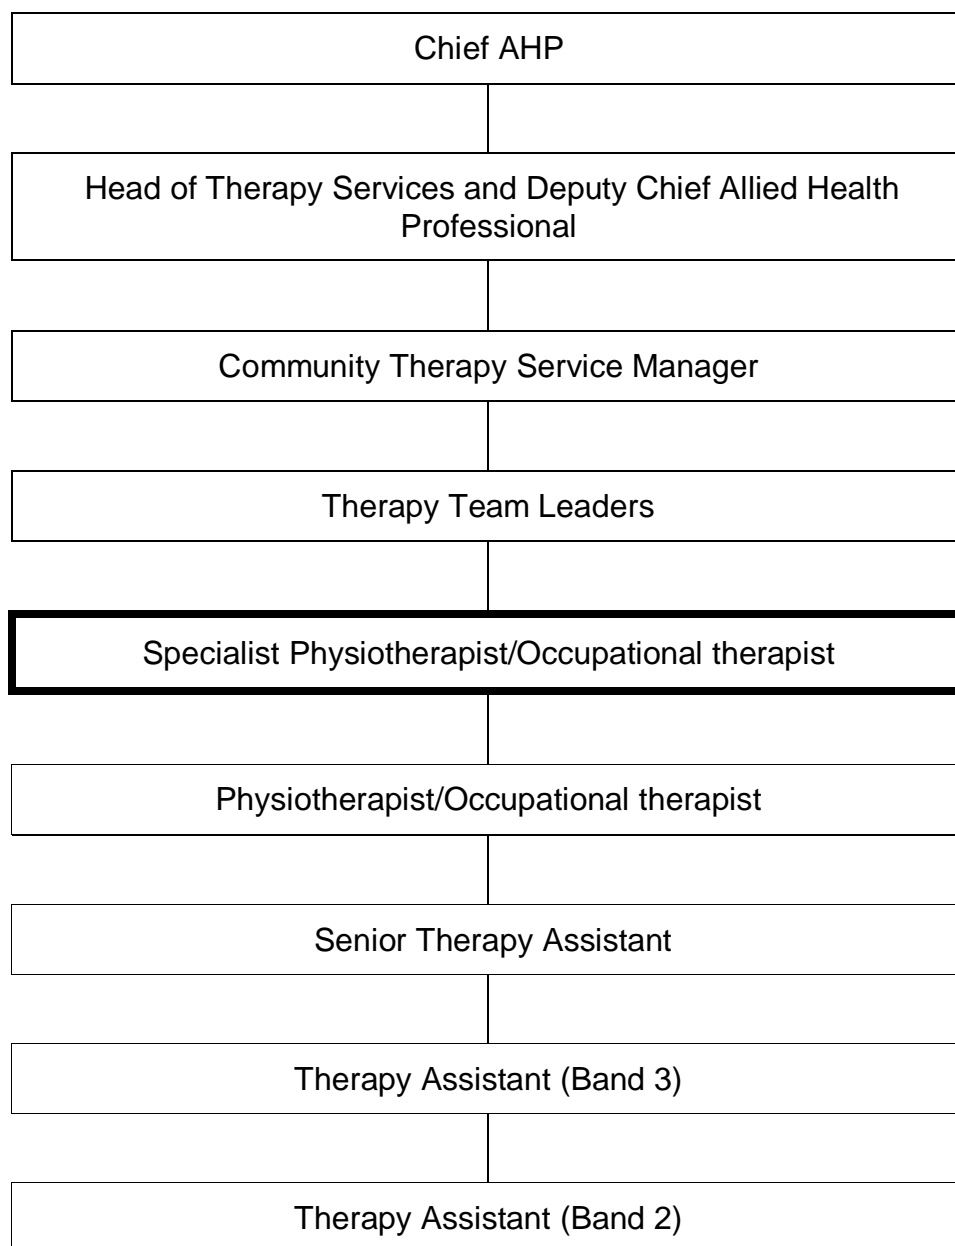 Chief AHP
Head of Therapy Services and Deputy Chief Allied Health
Professional
Community Therapy Service Manager
Therapy Team Leaders
Specialist Physiotherapist/Occupational therapist
Physiotherapist/Occupational therapist
Senior Therapy Assistant
Therapy Assistant (Band 3)
Therapy Assistant (Band 2)